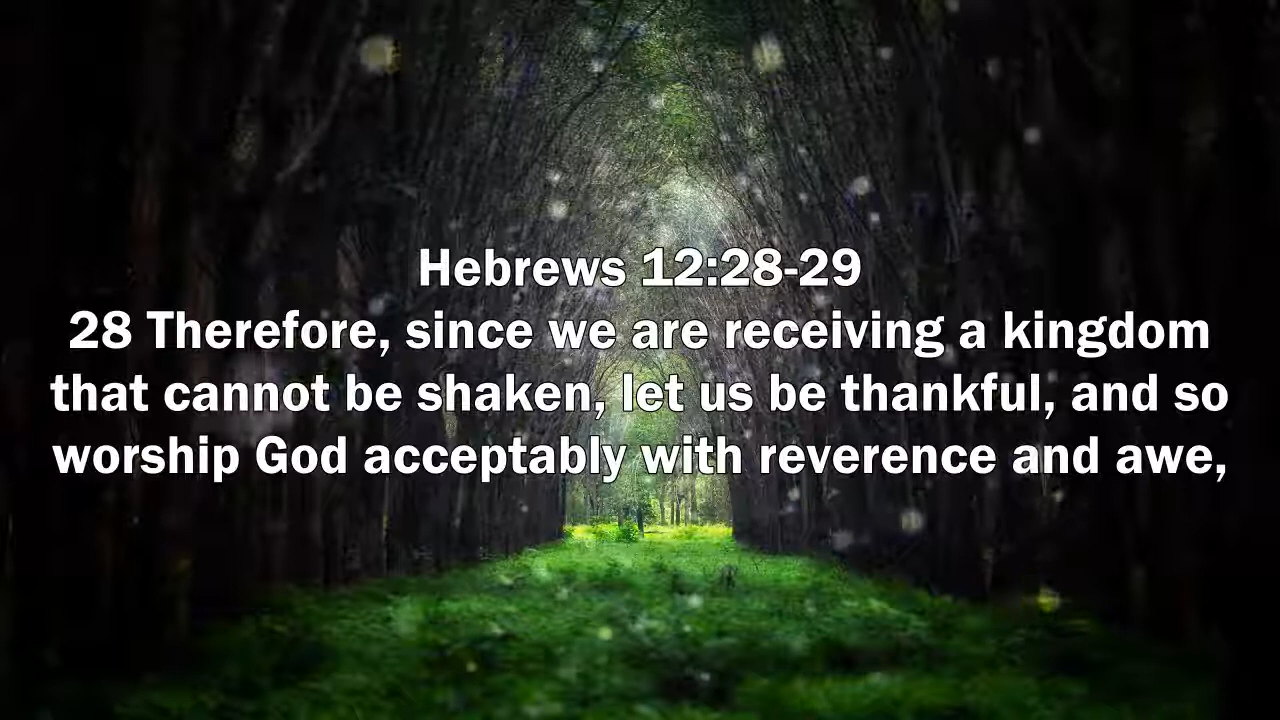 Hebrews 12:28-29
28 Therefore, since we are receiving a kingdom
that cannot be shaken, let us be thankful, and so
worship God acceptably with reverence and awe,